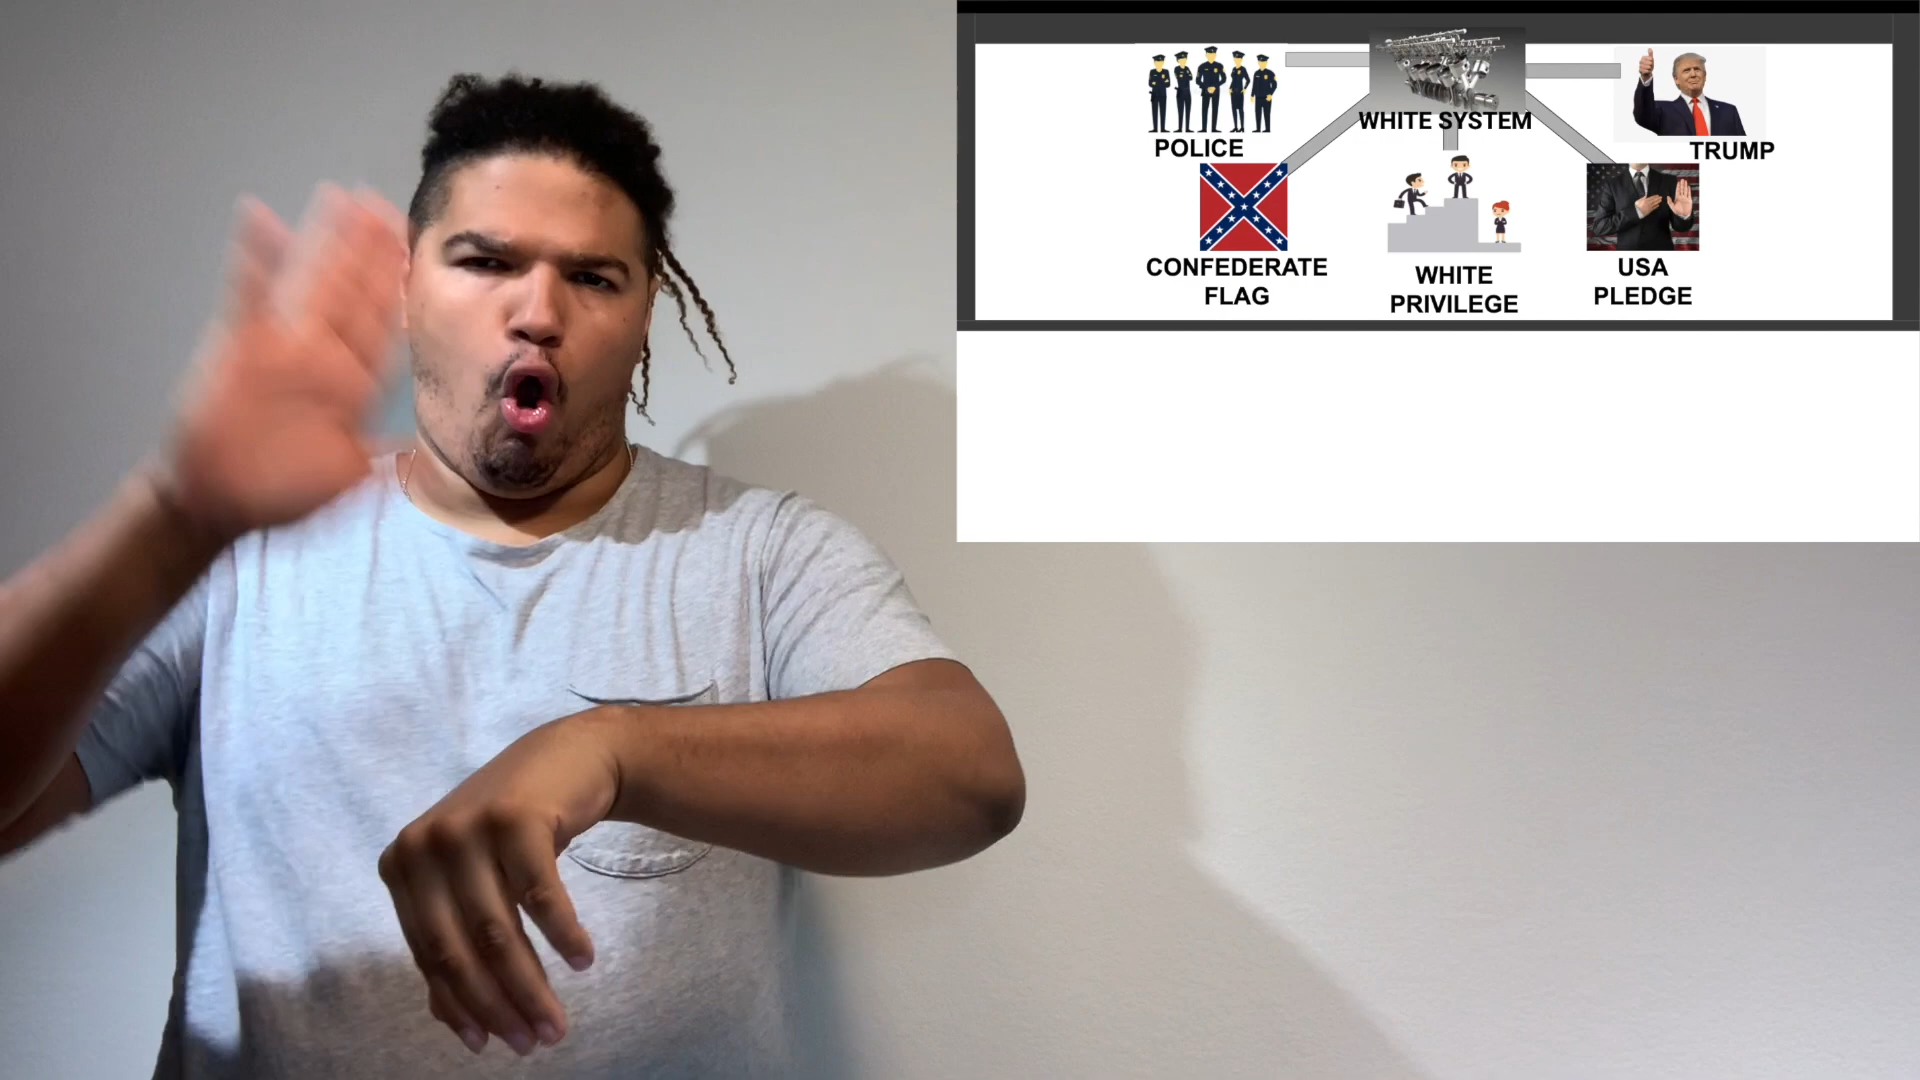 WHITE SYSTEM
POLICE
TRUMP
CONFEDERATE
FLAG
WHITE
PRIVILEGE
USA
PLEDGE